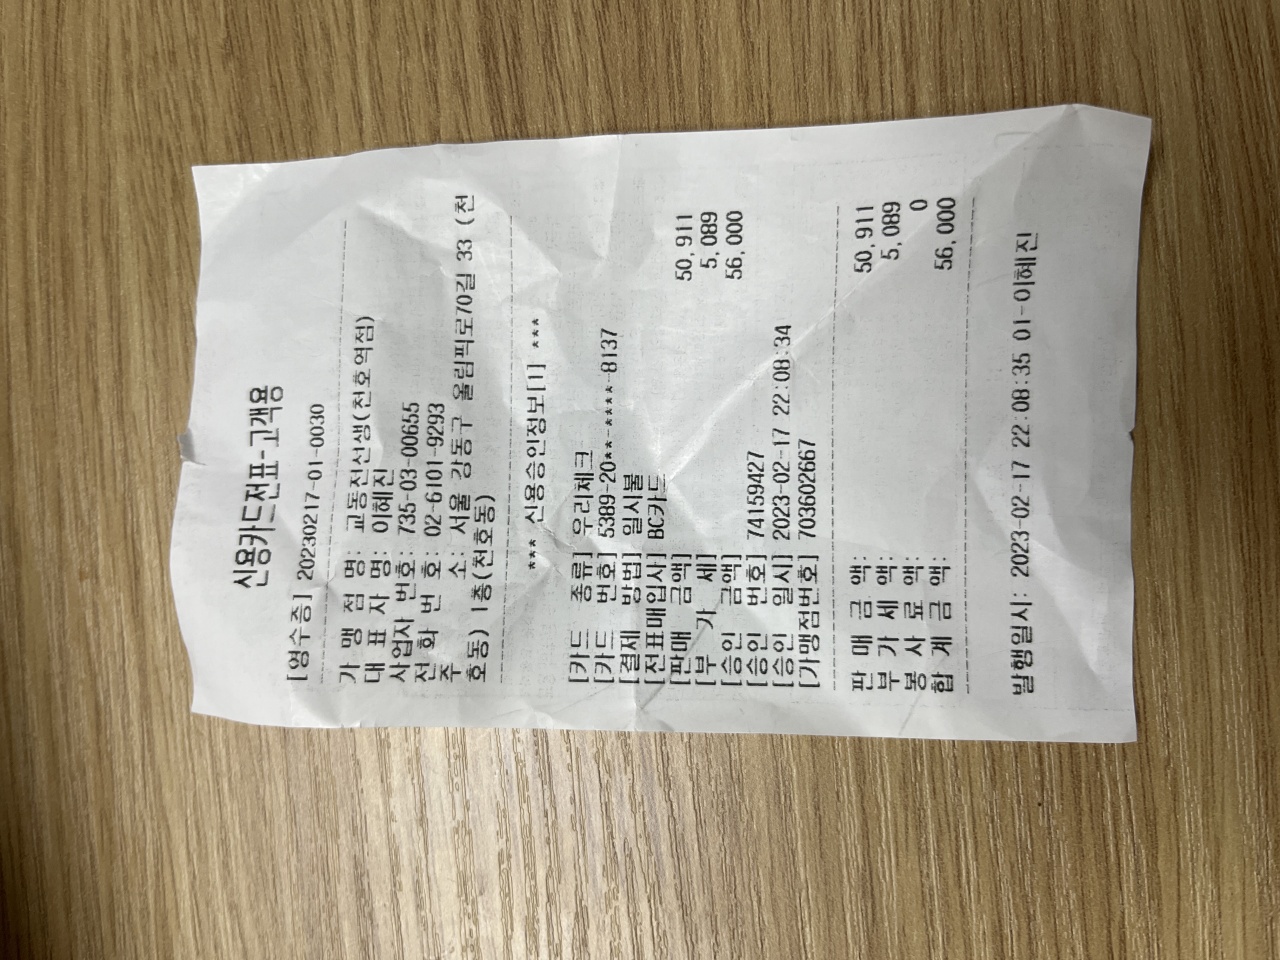 신용카드전표-고객용
[영수증] 20230217-01-0030
가 맹 점 명: 교동전선생(천호역점)
대 표 자 명: 이혜진
사업자 번호: 735-03-00655
전 화 번 호: 02-6101-9293
주 소: 서울 강동구 올림픽로70길 33 (천
호동) 1층(천호동)
*** 신용승인정보[1] ***
[카드 종류] 우리체크
[카드 번호] 5389-20**-****-8137
[결제 방법] 일시불
[전표매입사] BC카드
[판매 금액] 50,911
[부 가 세] 5,089
[승인 금액] 56,000
[승인 번호] 74159427
[승인 일시] 2023-02-17 22:08:34
[가맹점번호] 703602667
판 매 금 액: 50,911
부 가 세 액: 5,089
봉 사 료 액: 0
합 계 금 액: 56,000
발행일시: 2023-02-17 22:08:35 01-이혜진